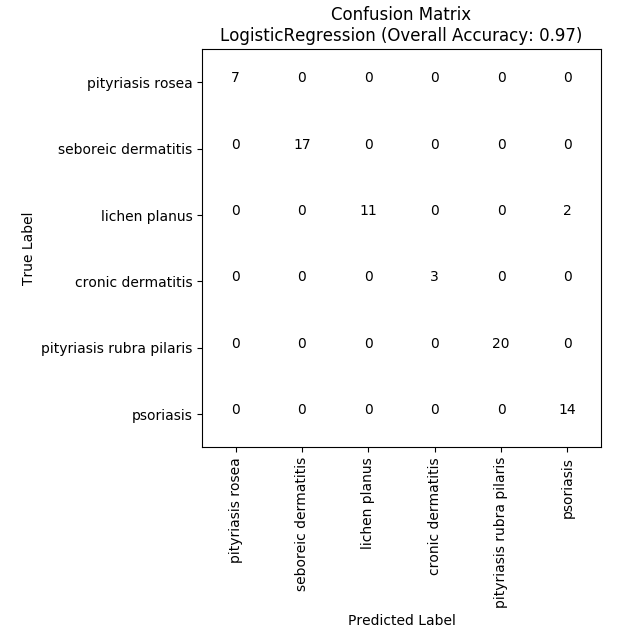 Confusion Matrix
LogisticRegression (Overall Accuracy: 0.97)
pityriasis rosea 7 0 0 0 0 0
seboreic dermatitis 0 17 0 0 0 0
lichen planus 0 0 11 0 0 2
cronic dermatitis 0 0 0 3 0 0
pityriasis rubra pilaris 0 0 0 0 20 0
psoriasis 0 0 0 0 0 14
True Label
pityriasis rosea
seboreic dermatitis
lichen planus
cronic dermatitis
pityriasis rubra pilaris
psoriasis
Predicted Label